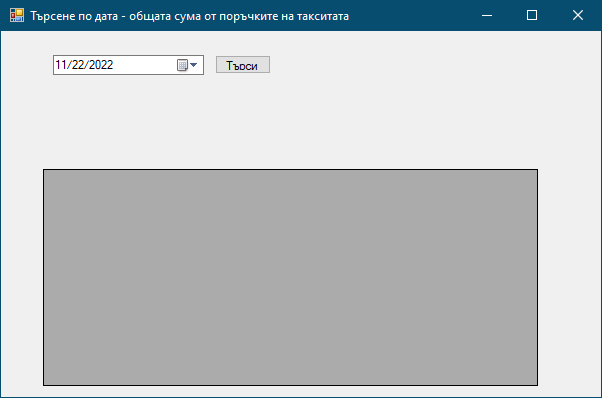 Търсене по дата - общата сума от поръчките на такситата
11/22/2022
Търси